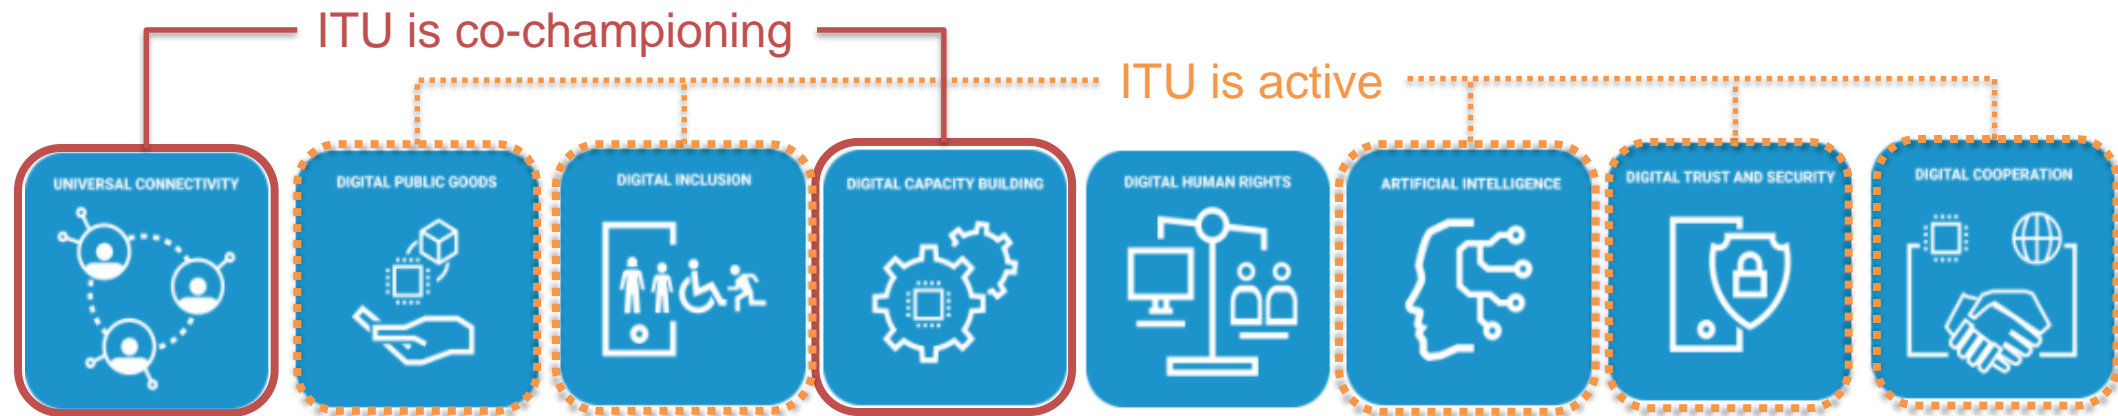 ITU is co-championing
ITU is active
UNIVERSAL CONNECTIVITY
DIGITAL PUBLIC GOODS
DIGITAL INCLUSION
DIGITAL CAPACITY BUILDING
DIGITAL HUMAN RIGHTS
ARTIFICIAL INTELLIGENCE
DIGITAL TRUST AND SECURITY
DIGITAL COOPERATION